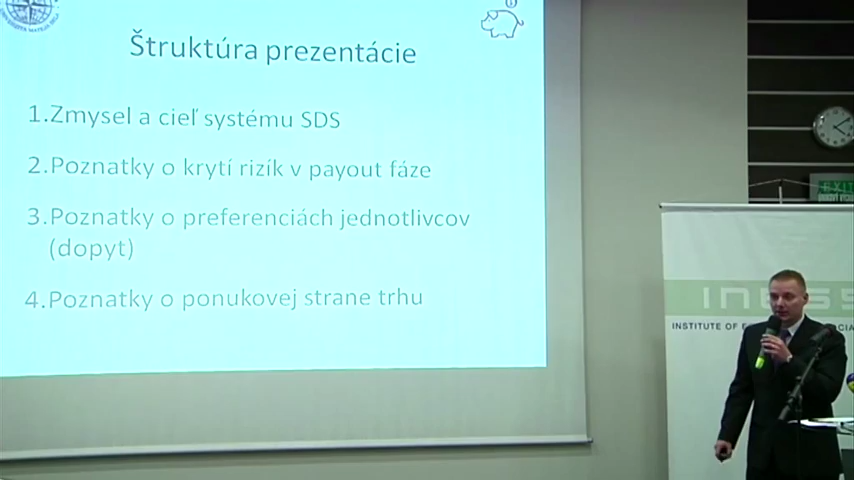 Štruktúra prezentácie
1.Zmysel a cieľ systému SDS
2.Poznatky o krytí rizík v payout fáze
3.Poznatky o preferenciách jednotlivcov
(dopyt)
4.Poznatky o ponukovej strane trhu
EXIT
INESS
INSTITUTE OF